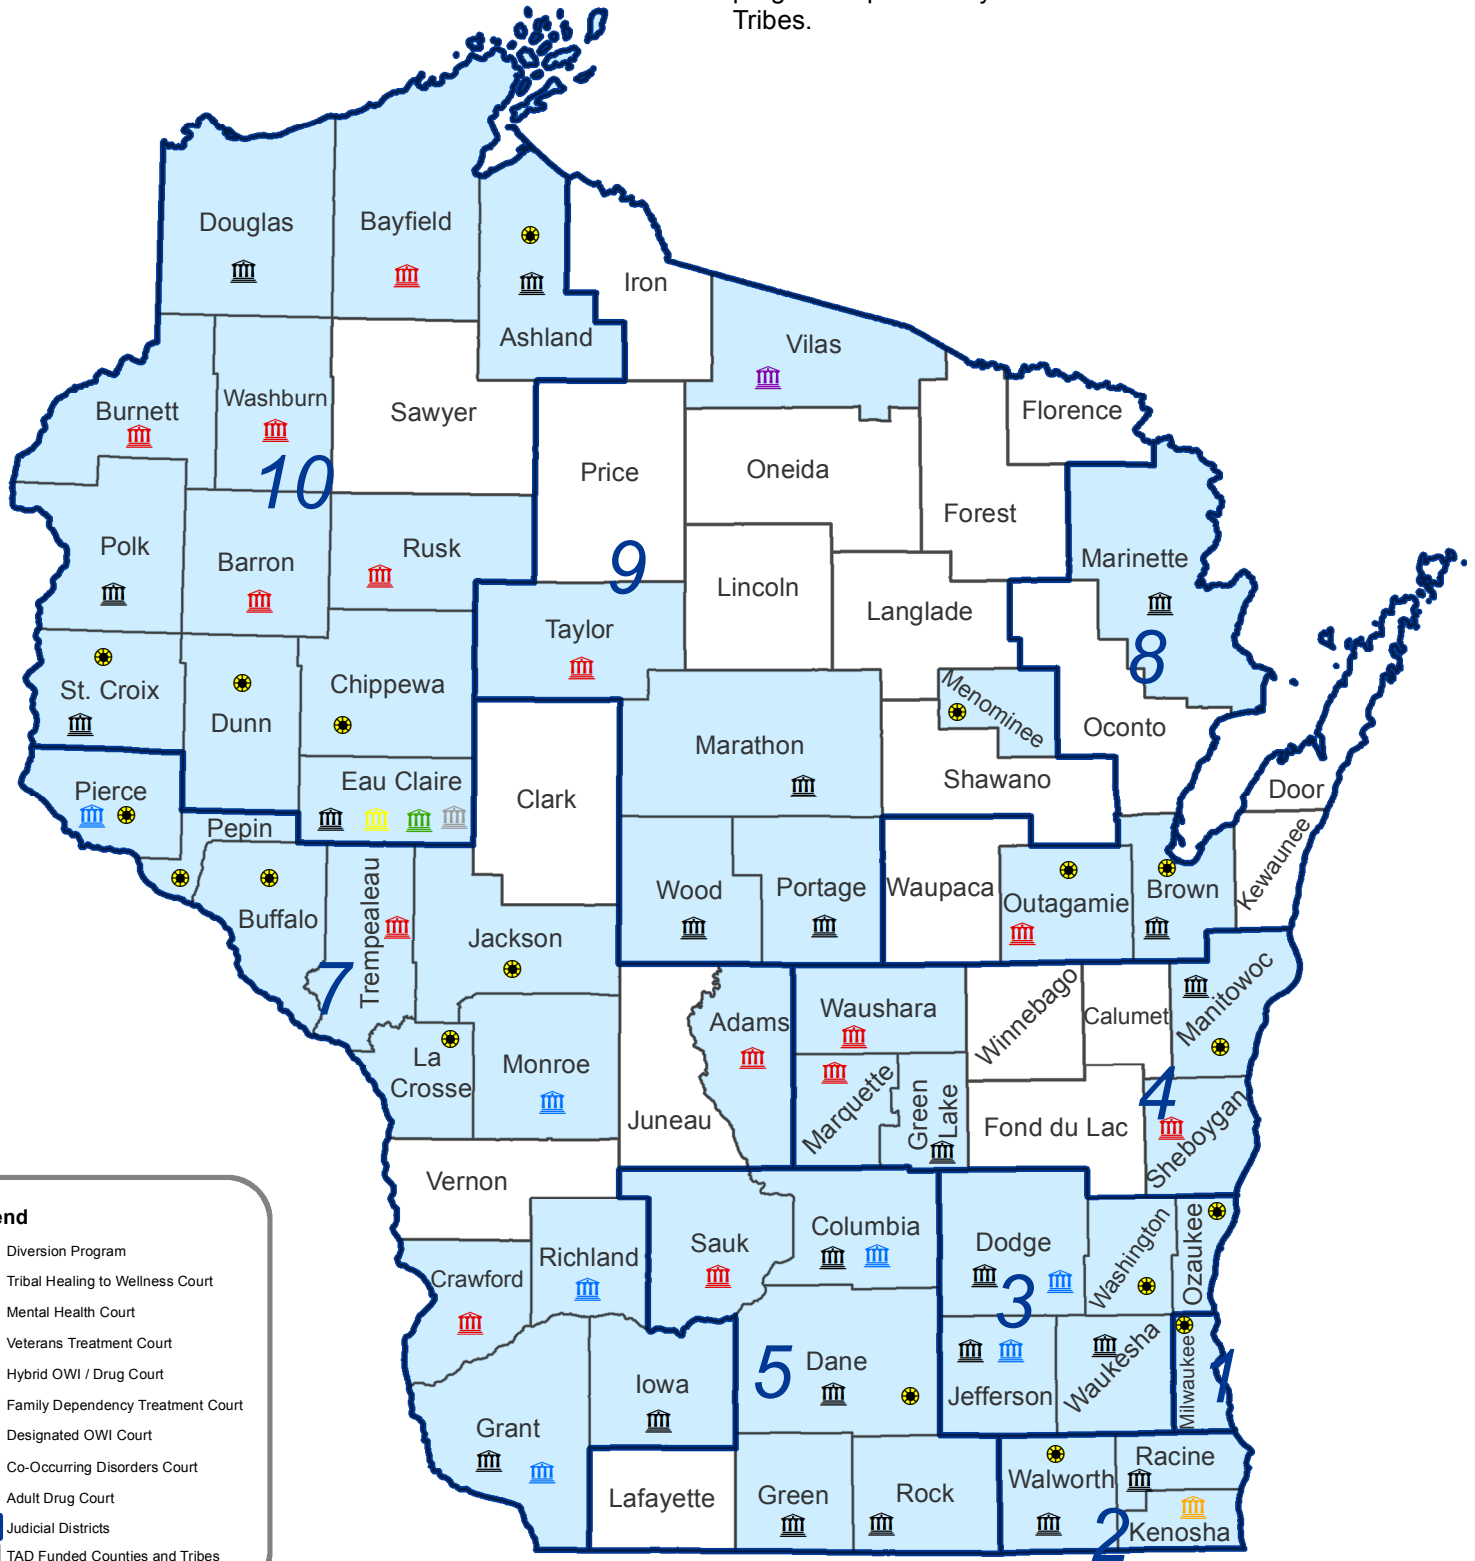 Tribes.
Douglas
Bayfield
Iron
Ashland
Vilas
Burnett
Washburn
Sawyer
Florence
10
Price
Oneida
Forest
Polk
Barron
Rusk
9
Marinette
Lincoln
Langlade
Taylor
8
St. Croix
Dunn
Chippewa
Menominee
Oconto
Marathon
Shawano
Pierce
Eau Claire
Clark
Door
Pepin
Kewaunee
Wood
Portage
Waupaca
Outagamie
Brown
Buffalo
Trempealeau
Jackson
7
Adams
Waushara
Winnebago
Calumet
Manitowoc
La
Crosse
Monroe
Juneau
Marquette
Green
Lake
Fond du Lac
4
Sheboygan
Vernon
Richland
Sauk
Columbia
Dodge
Washington
Ozaukee
Crawford
3
Iowa
5
Dane
Jefferson
Waukesha
Milwaukee
1
Grant
Lafayette
Green
Rock
Walworth
Racine
2
Kenosha
end
Diversion Program
Tribal Healing to Wellness Court
Mental Health Court
Veterans Treatment Court
Hybrid OWI / Drug Court
Family Dependency Treatment Court
Designated OWI Court
Co-Occurring Disorders Court
Adult Drug Court
Judicial Districts
TAD Funded Counties and Tribes